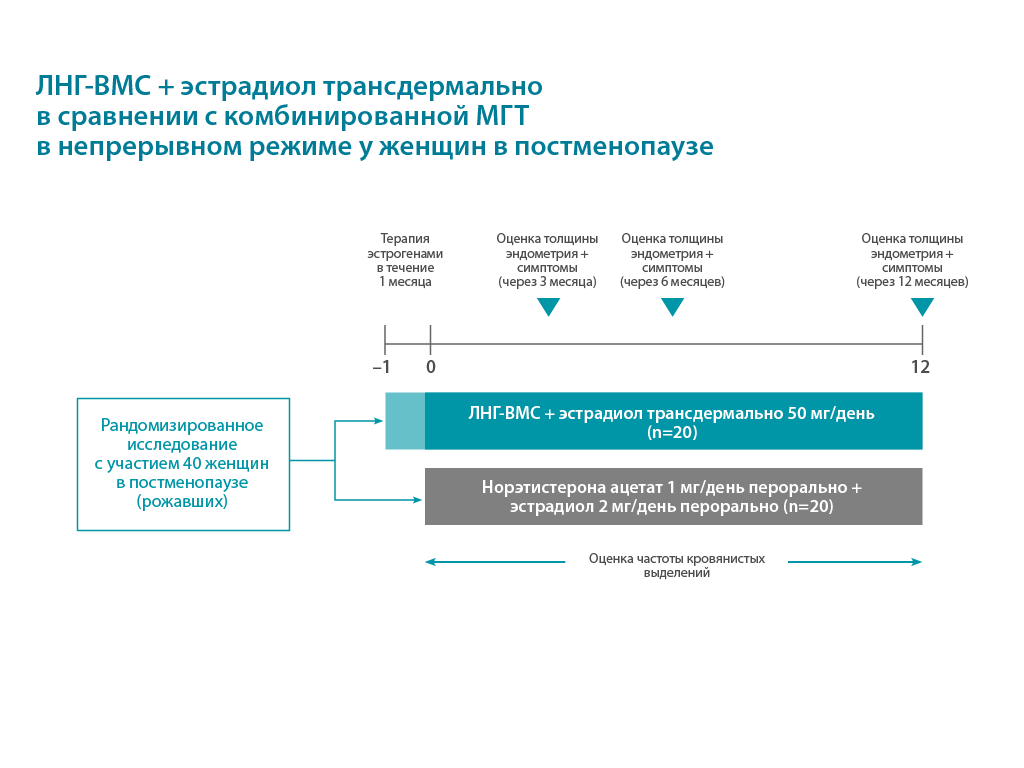 ЛНГ-ВМС + эстрадиол трансдермально
в сравнении с комбинированной МГТ
в непрерывном режиме у женщин в постменопаузе
Терапия
эстрогенами
в течение
1 месяца
Оценка толщины
эндометрия +
симптомы
(через 3 месяца)
Оценка толщины
эндометрия +
симптомы
(через 6 месяцев)
Оценка толщины
эндометрия +
симптомы
(через 12 месяцев)
–1
0
12
Рандомизированное
исследование
с участием 40 женщин
в постменопаузе
(рожавших)
ЛНГ-ВМС + эстрадиол трансдермально 50 мг/день
(n=20)
Норэтистерона ацетат 1 мг/день перорально +
эстрадиол 2 мг/день перорально (n=20)
Оценка частоты кровянистых
выделений